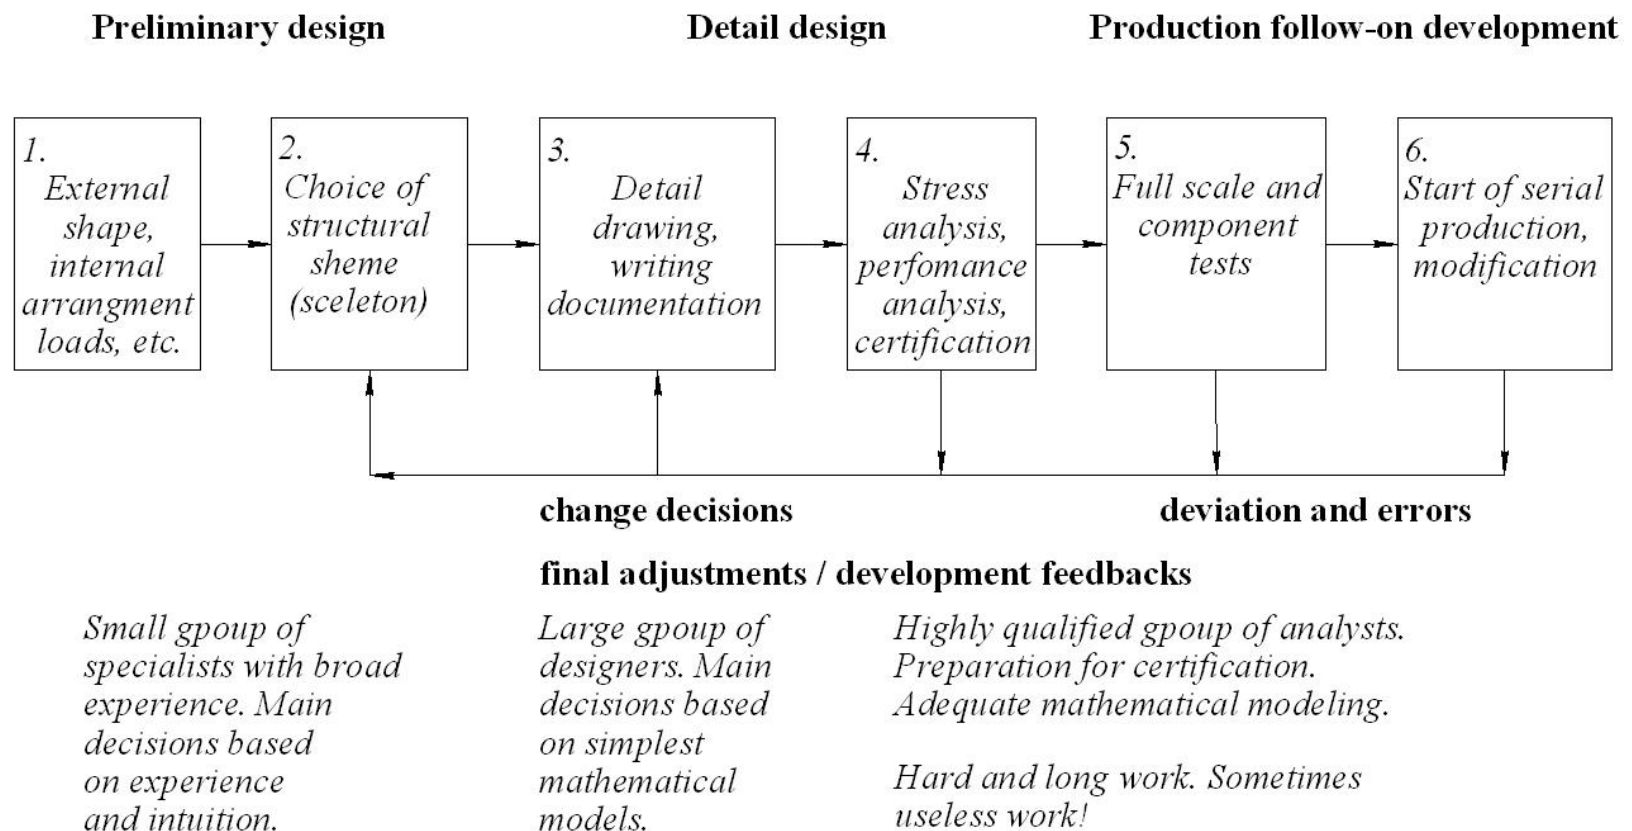 Preliminary design
Detail design
Production follow-on development
1.
External
shape,
internal
arrangment
loads, etc.
2.
Choice of
structural
sheme
(sceleton)
3.
Detail
drawing,
writing
documentation
4.
Stress
analysis,
perfomance
analysis,
certification
5.
Full scale and
component
tests
6.
Start of serial
production,
modification
change decisions
deviation and errors
final adjustments / development feedbacks
Small gpoup of
specialists with broad
experience. Main
decisions based
on experience
and intuition.
Large gpoup of
designers. Main
decisions based
on simplest
mathematical
models.
Highly qualified gpoup of analysts.
Preparation for certification.
Adequate mathematical modeling.
Hard and long work. Sometimes
useless work!